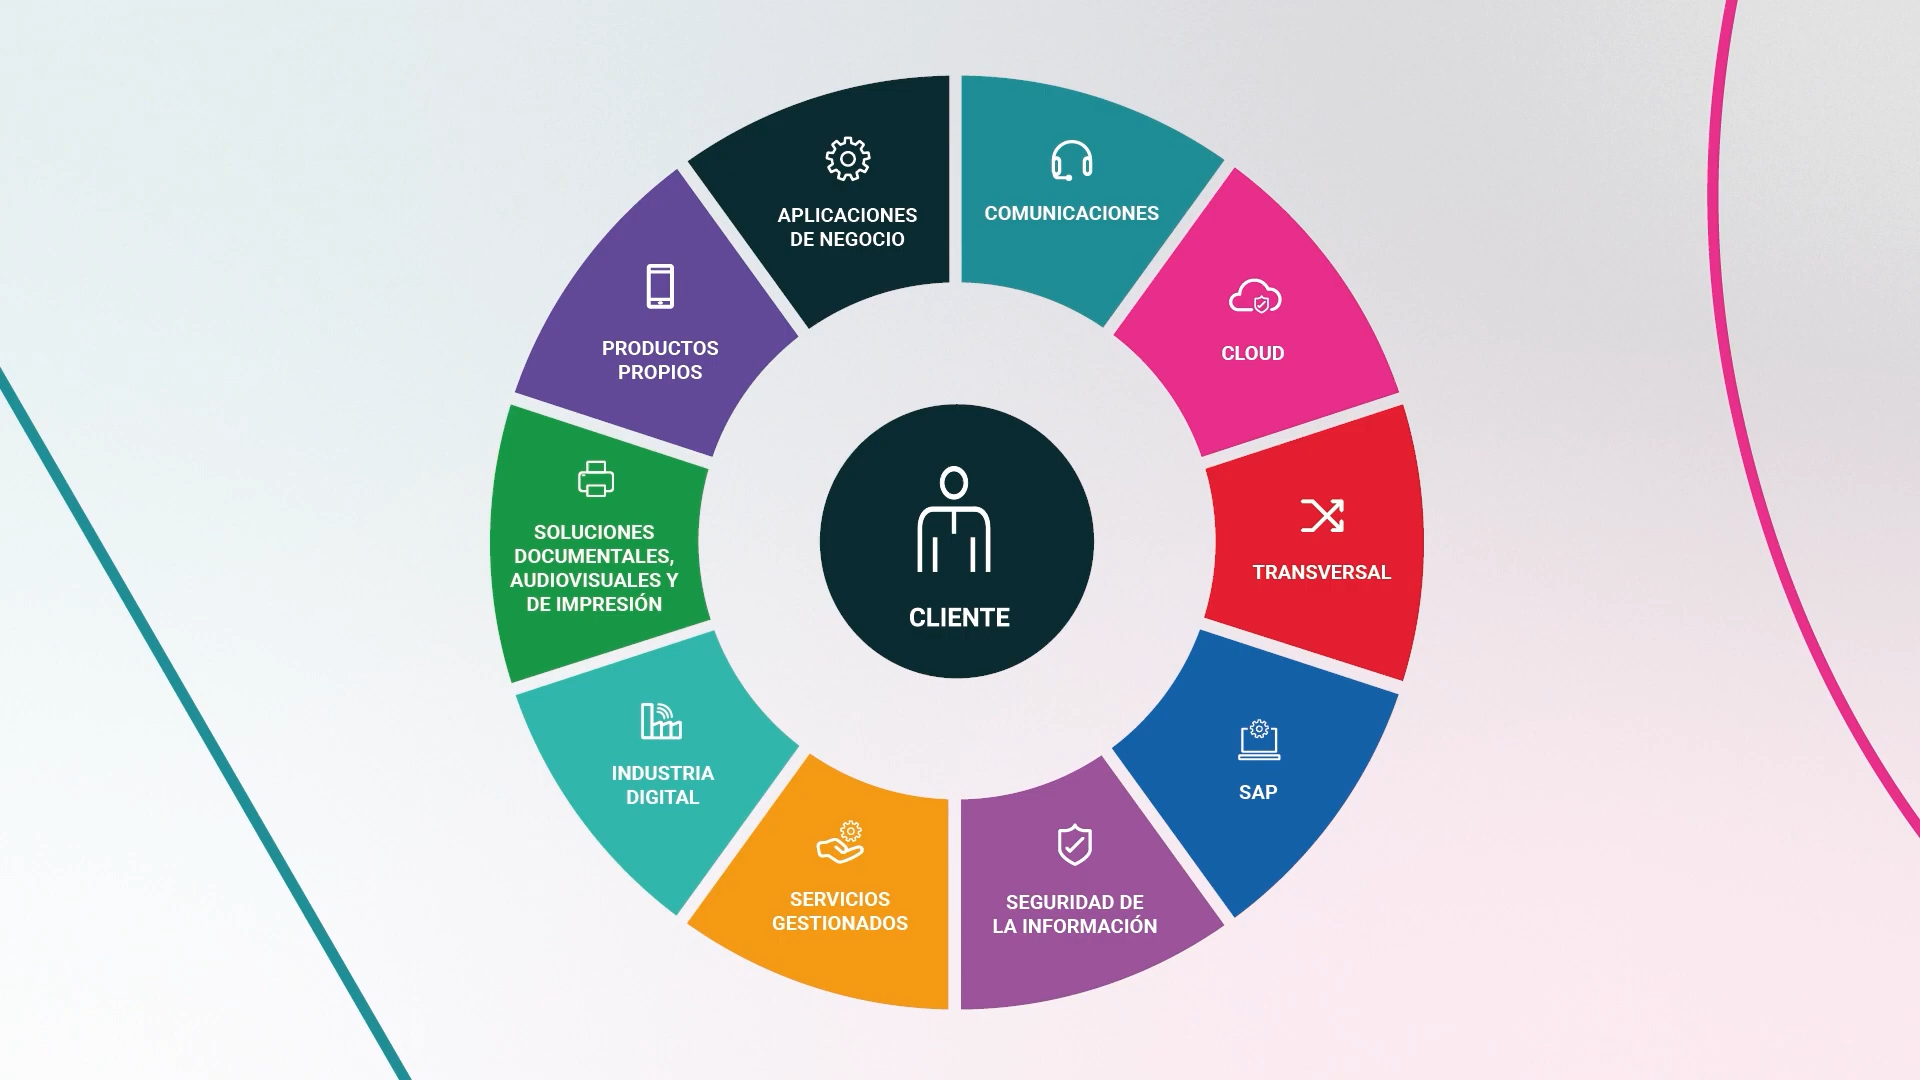 APLICACIONES
DE NEGOCIO
COMUNICACIONES
CLOUD
TRANSVERSAL
SAP
SEGURIDAD DE
LA INFORMACIÓN
SERVICIOS
GESTIONADOS
INDUSTRIA
DIGITAL
SOLUCIONES
DOCUMENTALES,
AUDIOVISUALES Y
DE IMPRESIÓN
PRODUCTOS
PROPIOS
CLIENTE